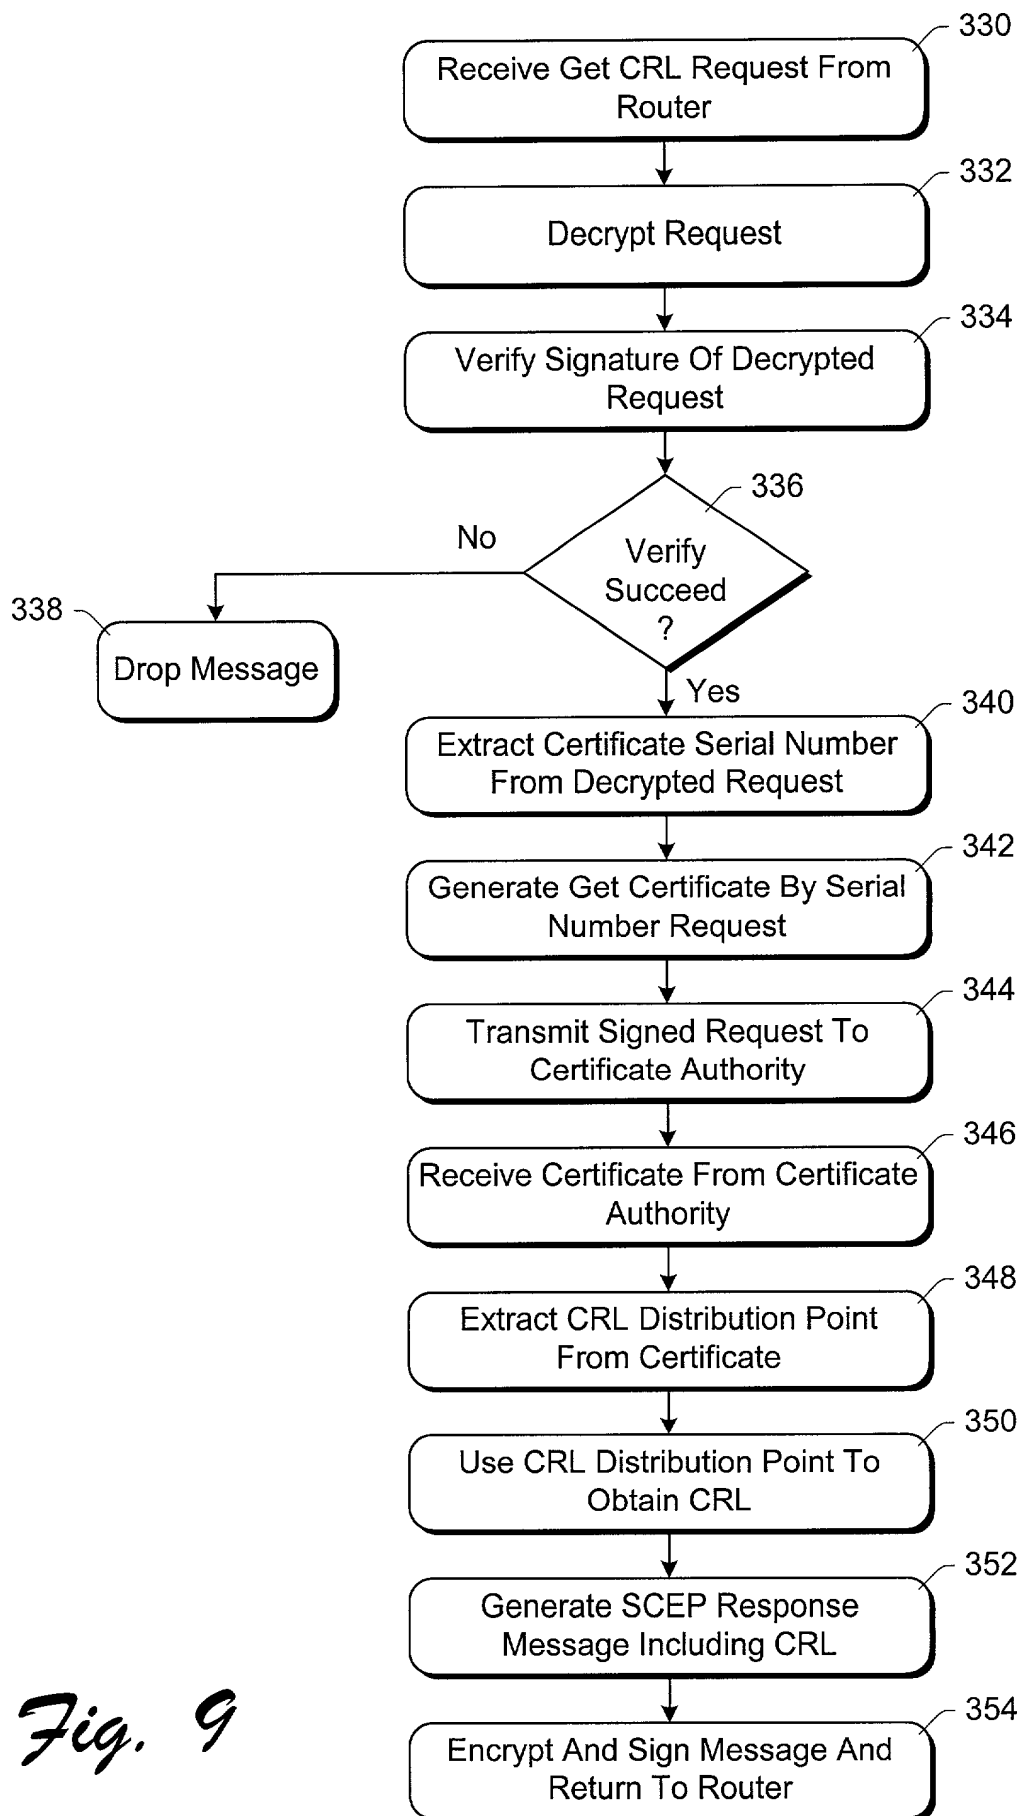 330
Receive Get CRL Request From
Router
332
Decrypt Request
334
Verify Signature Of Decrypted
Request
336
No
Verify
Succeed
?
338
Drop Message
Yes
340
Extract Certificate Serial Number
From Decrypted Request
342
Generate Get Certificate By Serial
Number Request
344
Transmit Signed Request To
Certificate Authority
346
Receive Certificate From Certificate
Authority
348
Extract CRL Distribution Point
From Certificate
350
Use CRL Distribution Point To
Obtain CRL
352
Generate SCEP Response
Message Including CRL
354
Encrypt And Sign Message And
Return To Router
Fig. 9